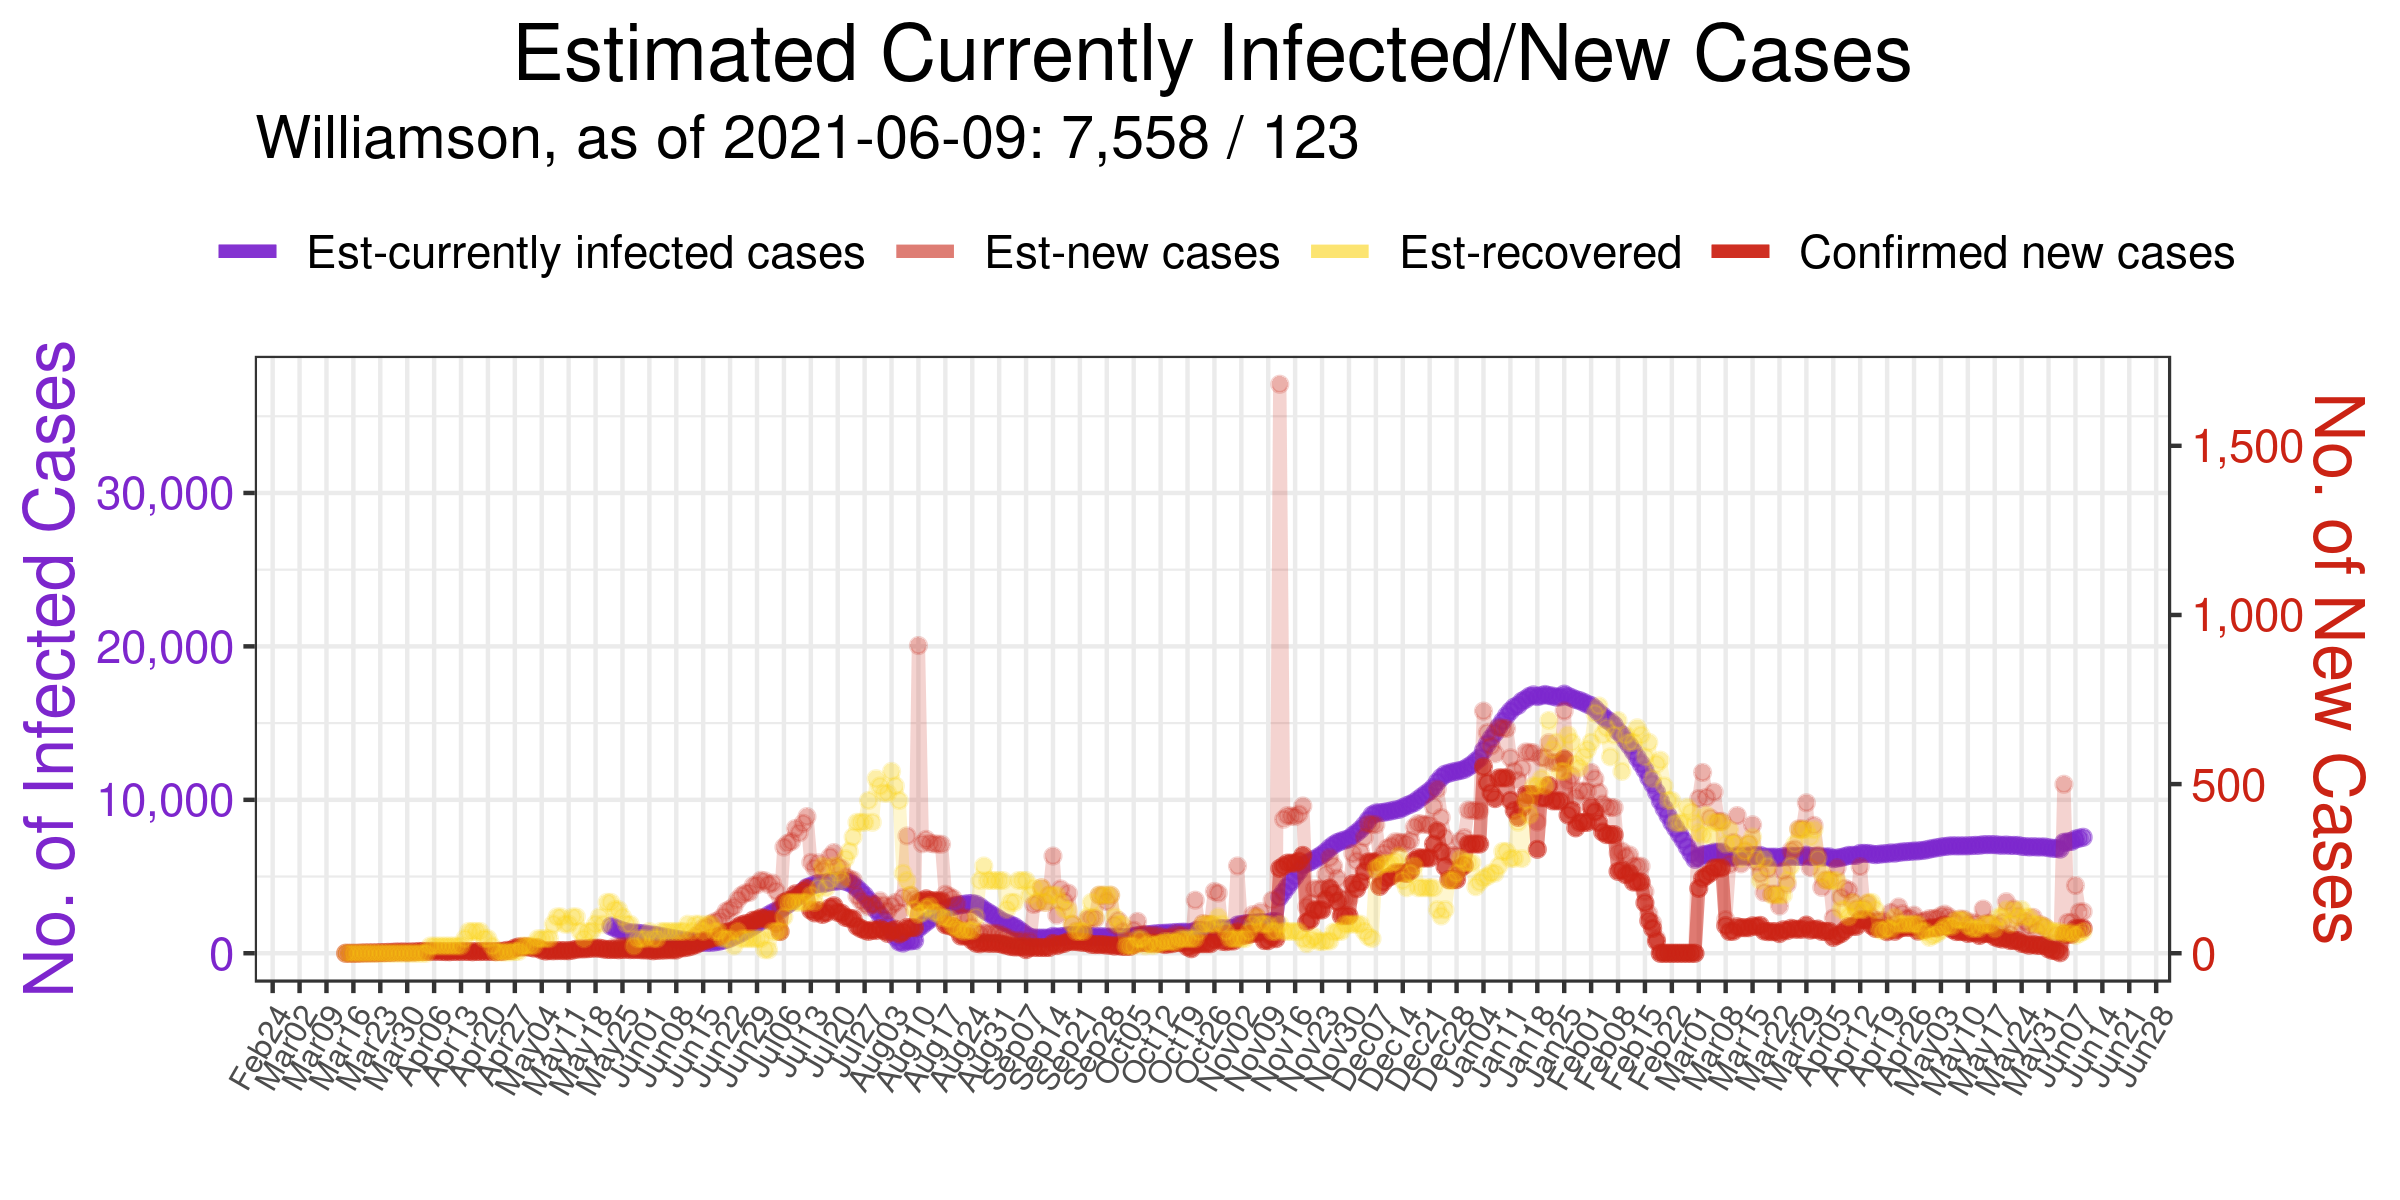 Estimated Currently Infected/New Cases
Williamson, as of 2021-06-09: 7,558 / 123
Est-currently infected cases
Est-new cases
Est-recovered
Confirmed new cases
No. of Infected Cases
30,000
20,000
10,000
0
1,500
1,000
500
0
No. of New Cases
Feb24
Mar02
Mar09
Mar16
Mar23
Mar30
Apr06
Apr13
Apr20
Apr27
May04
May11
May18
May25
Jun01
Jun08
Jun15
Jun22
Jun29
Jul06
Jul13
Jul20
Jul27
Aug03
Aug10
Aug17
Aug24
Aug31
Sep07
Sep14
Sep21
Sep28
Oct05
Oct12
Oct19
Oct26
Nov02
Nov09
Nov16
Nov23
Nov30
Dec07
Dec14
Dec21
Dec28
Jan04
Jan11
Jan18
Jan25
Feb01
Feb08
Feb15
Feb22
Mar01
Mar08
Mar15
Mar22
Mar29
Apr05
Apr12
Apr19
Apr26
May03
May10
May17
May24
May31
Jun07
Jun14
Jun21
Jun28